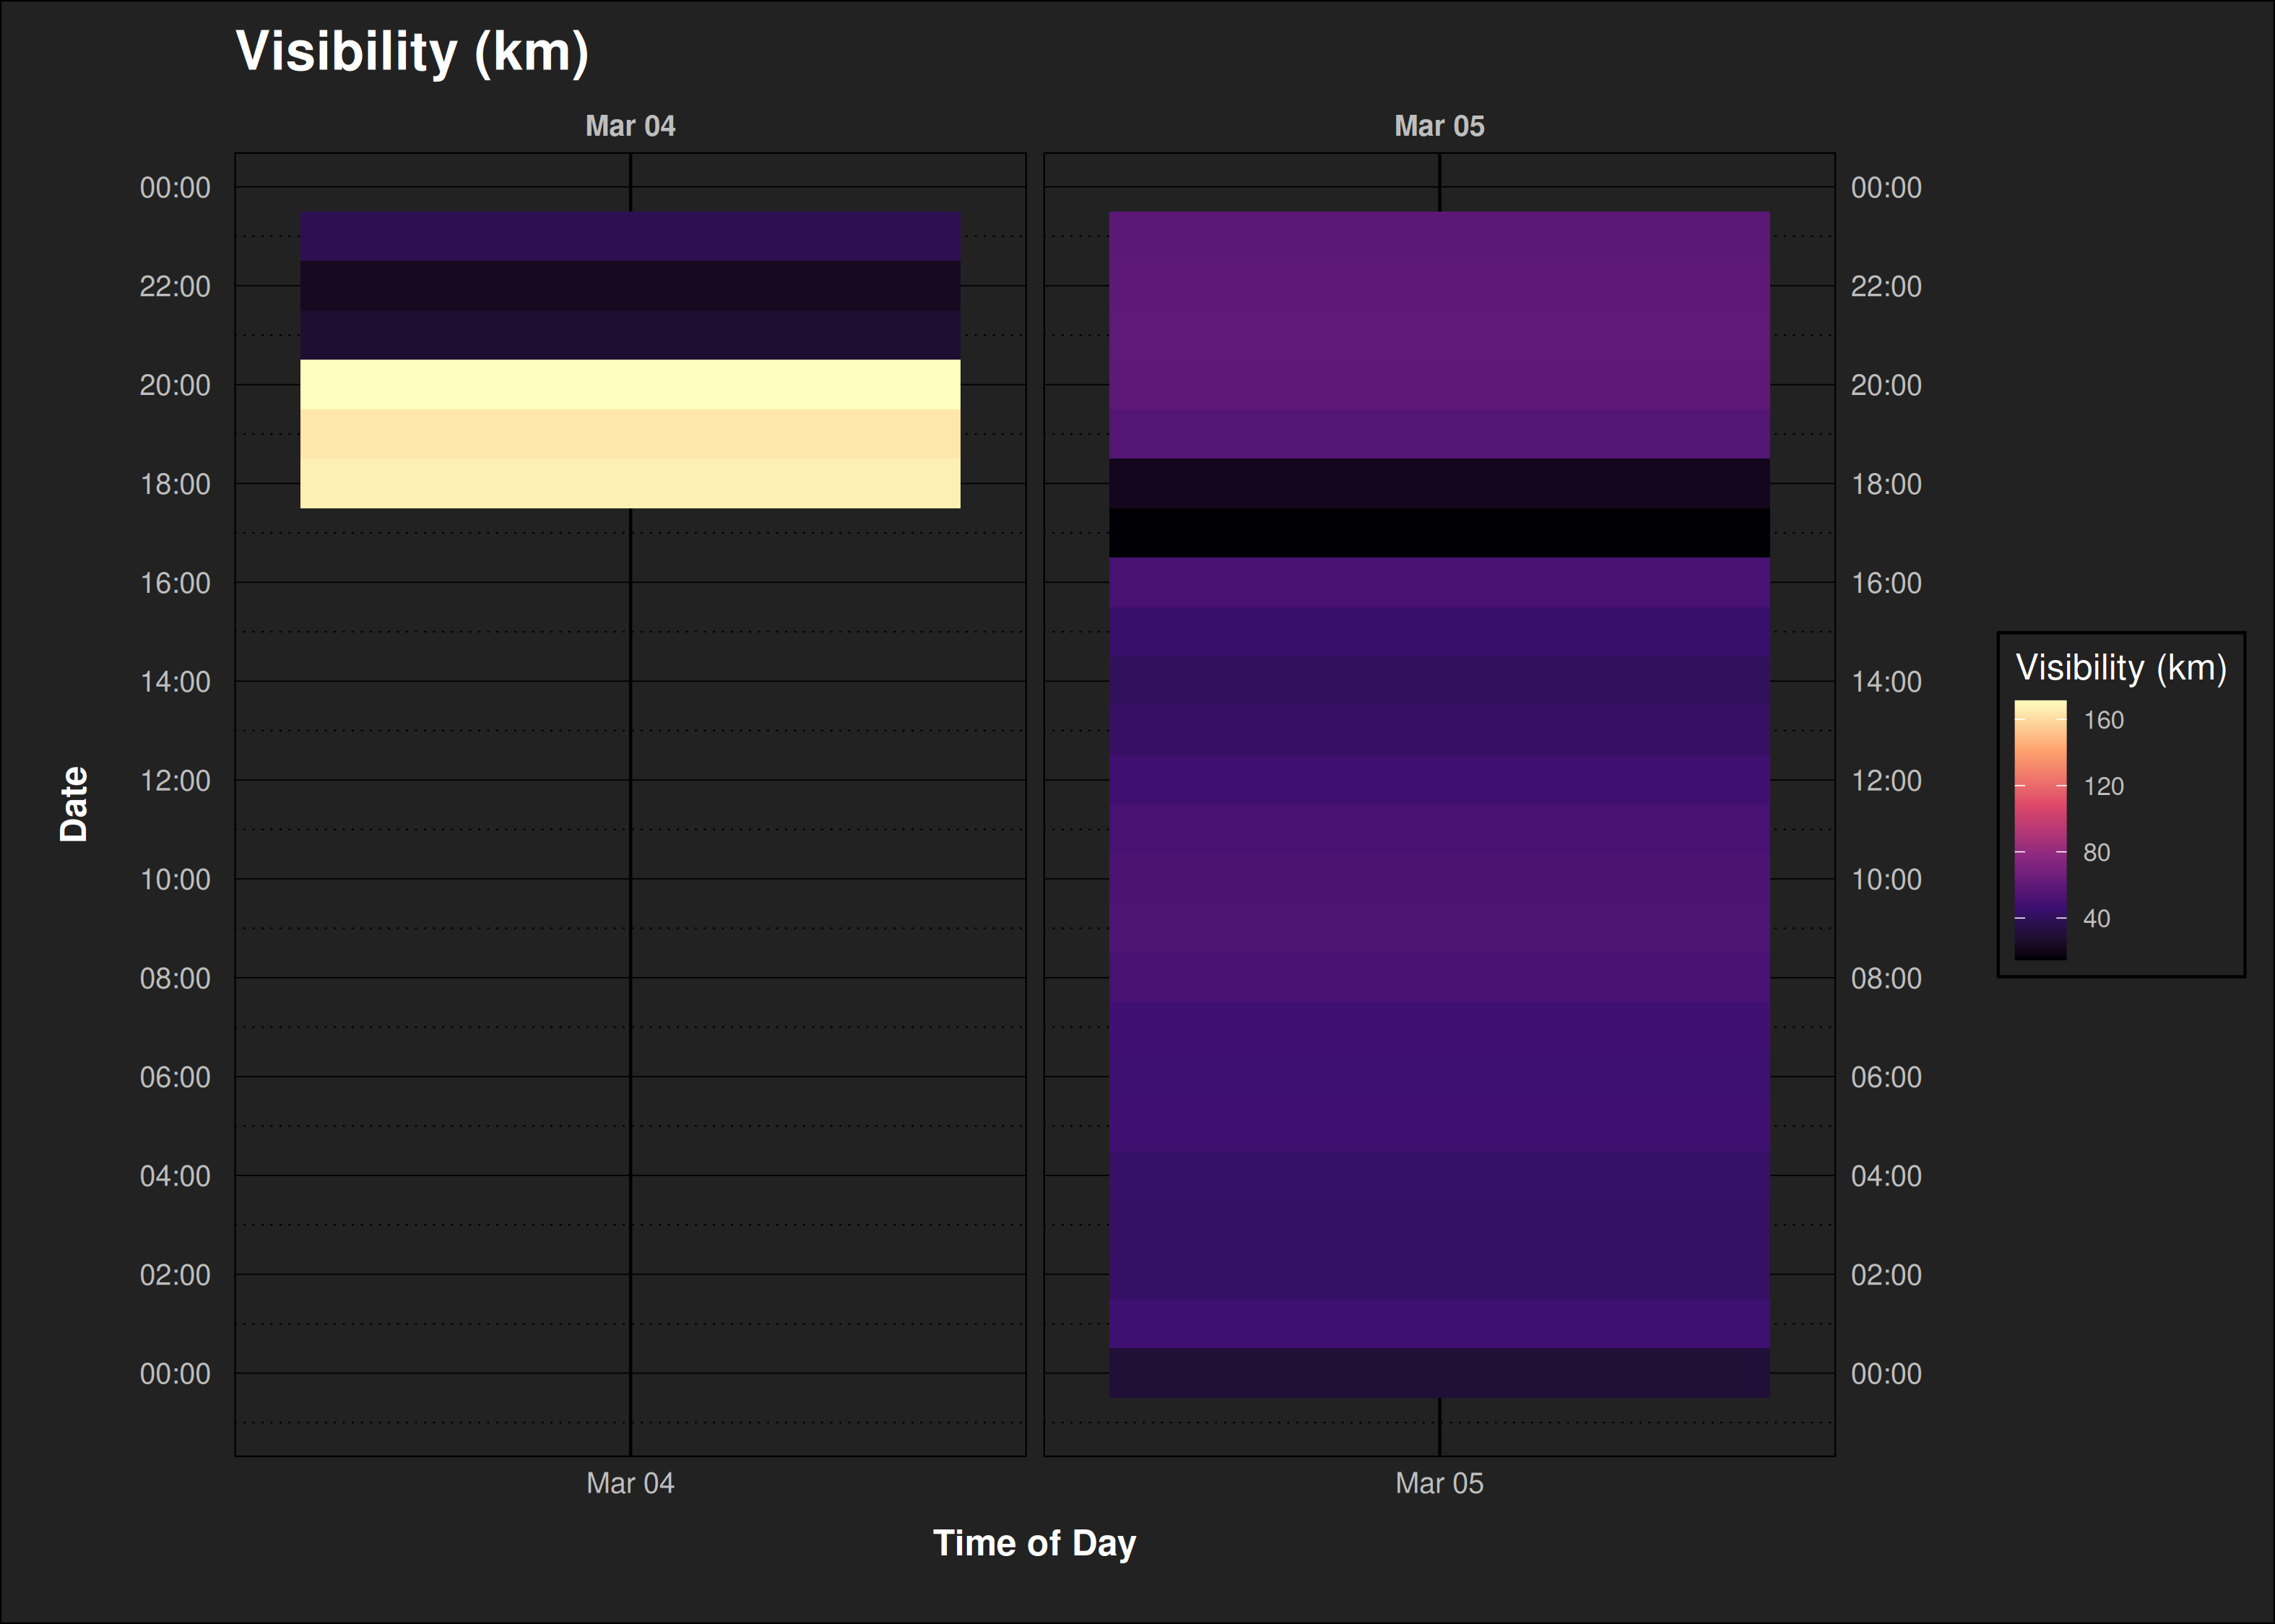 Visibility (km)
Mar 04 Mar 05
00:00 00:00
22:00 22:00
20:00 20:00
18:00 18:00
16:00 16:00
14:00 14:00
12:00 12:00
10:00 10:00
08:00 08:00
06:00 06:00
04:00 04:00
02:00 02:00
00:00 00:00
Date
Mar 04 Mar 05
Time of Day
Visibility (km)
160
120
80
40